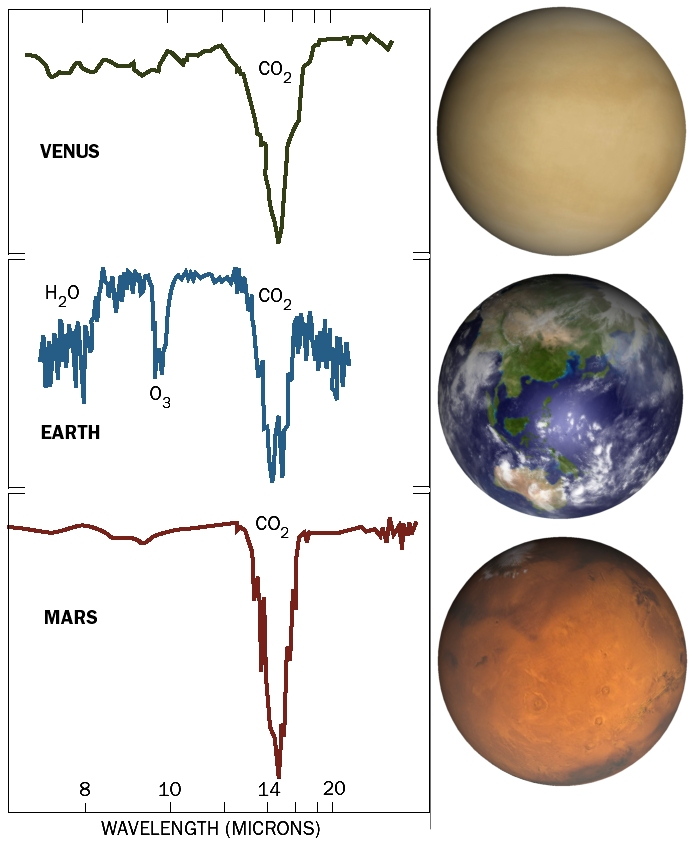 CO₂
VENUS
H₂O
CO₂
O₃
EARTH
CO₂
MARS
8 10 14 20
WAVELENGTH (MICRONS)